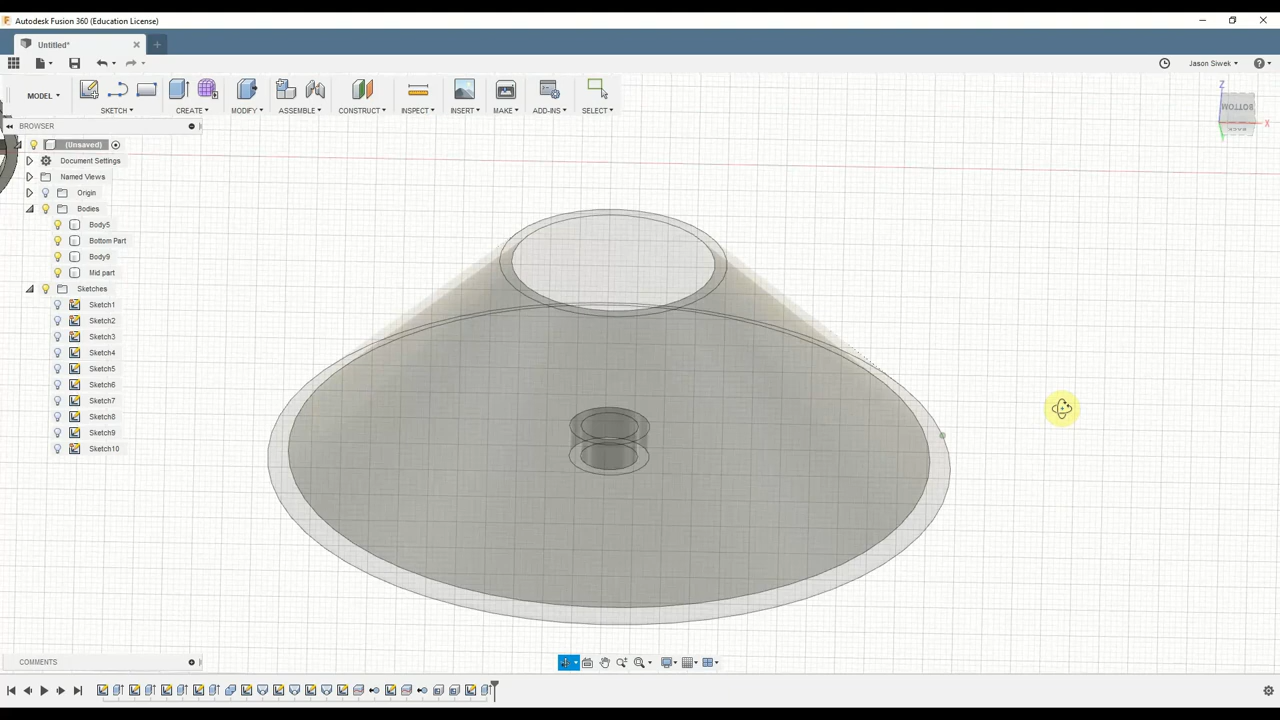 Autodesk Fusion 360 (Education License)
Untitled*
Jason Siwek
MODEL
SKETCH
CREATE
MODIFY
ASSEMBLE
CONSTRUCT
INSPECT
INSERT
MAKE
ADD-INS
SELECT
Z
BOTTOM
BACK
X
BROWSER
(Unsaved)
Document Settings
Named Views
Origin
Bodies
Body5
Bottom Part
Body9
Mid part
Sketches
Sketch1
Sketch2
Sketch3
Sketch4
Sketch5
Sketch6
Sketch7
Sketch8
Sketch9
Sketch10
COMMENTS